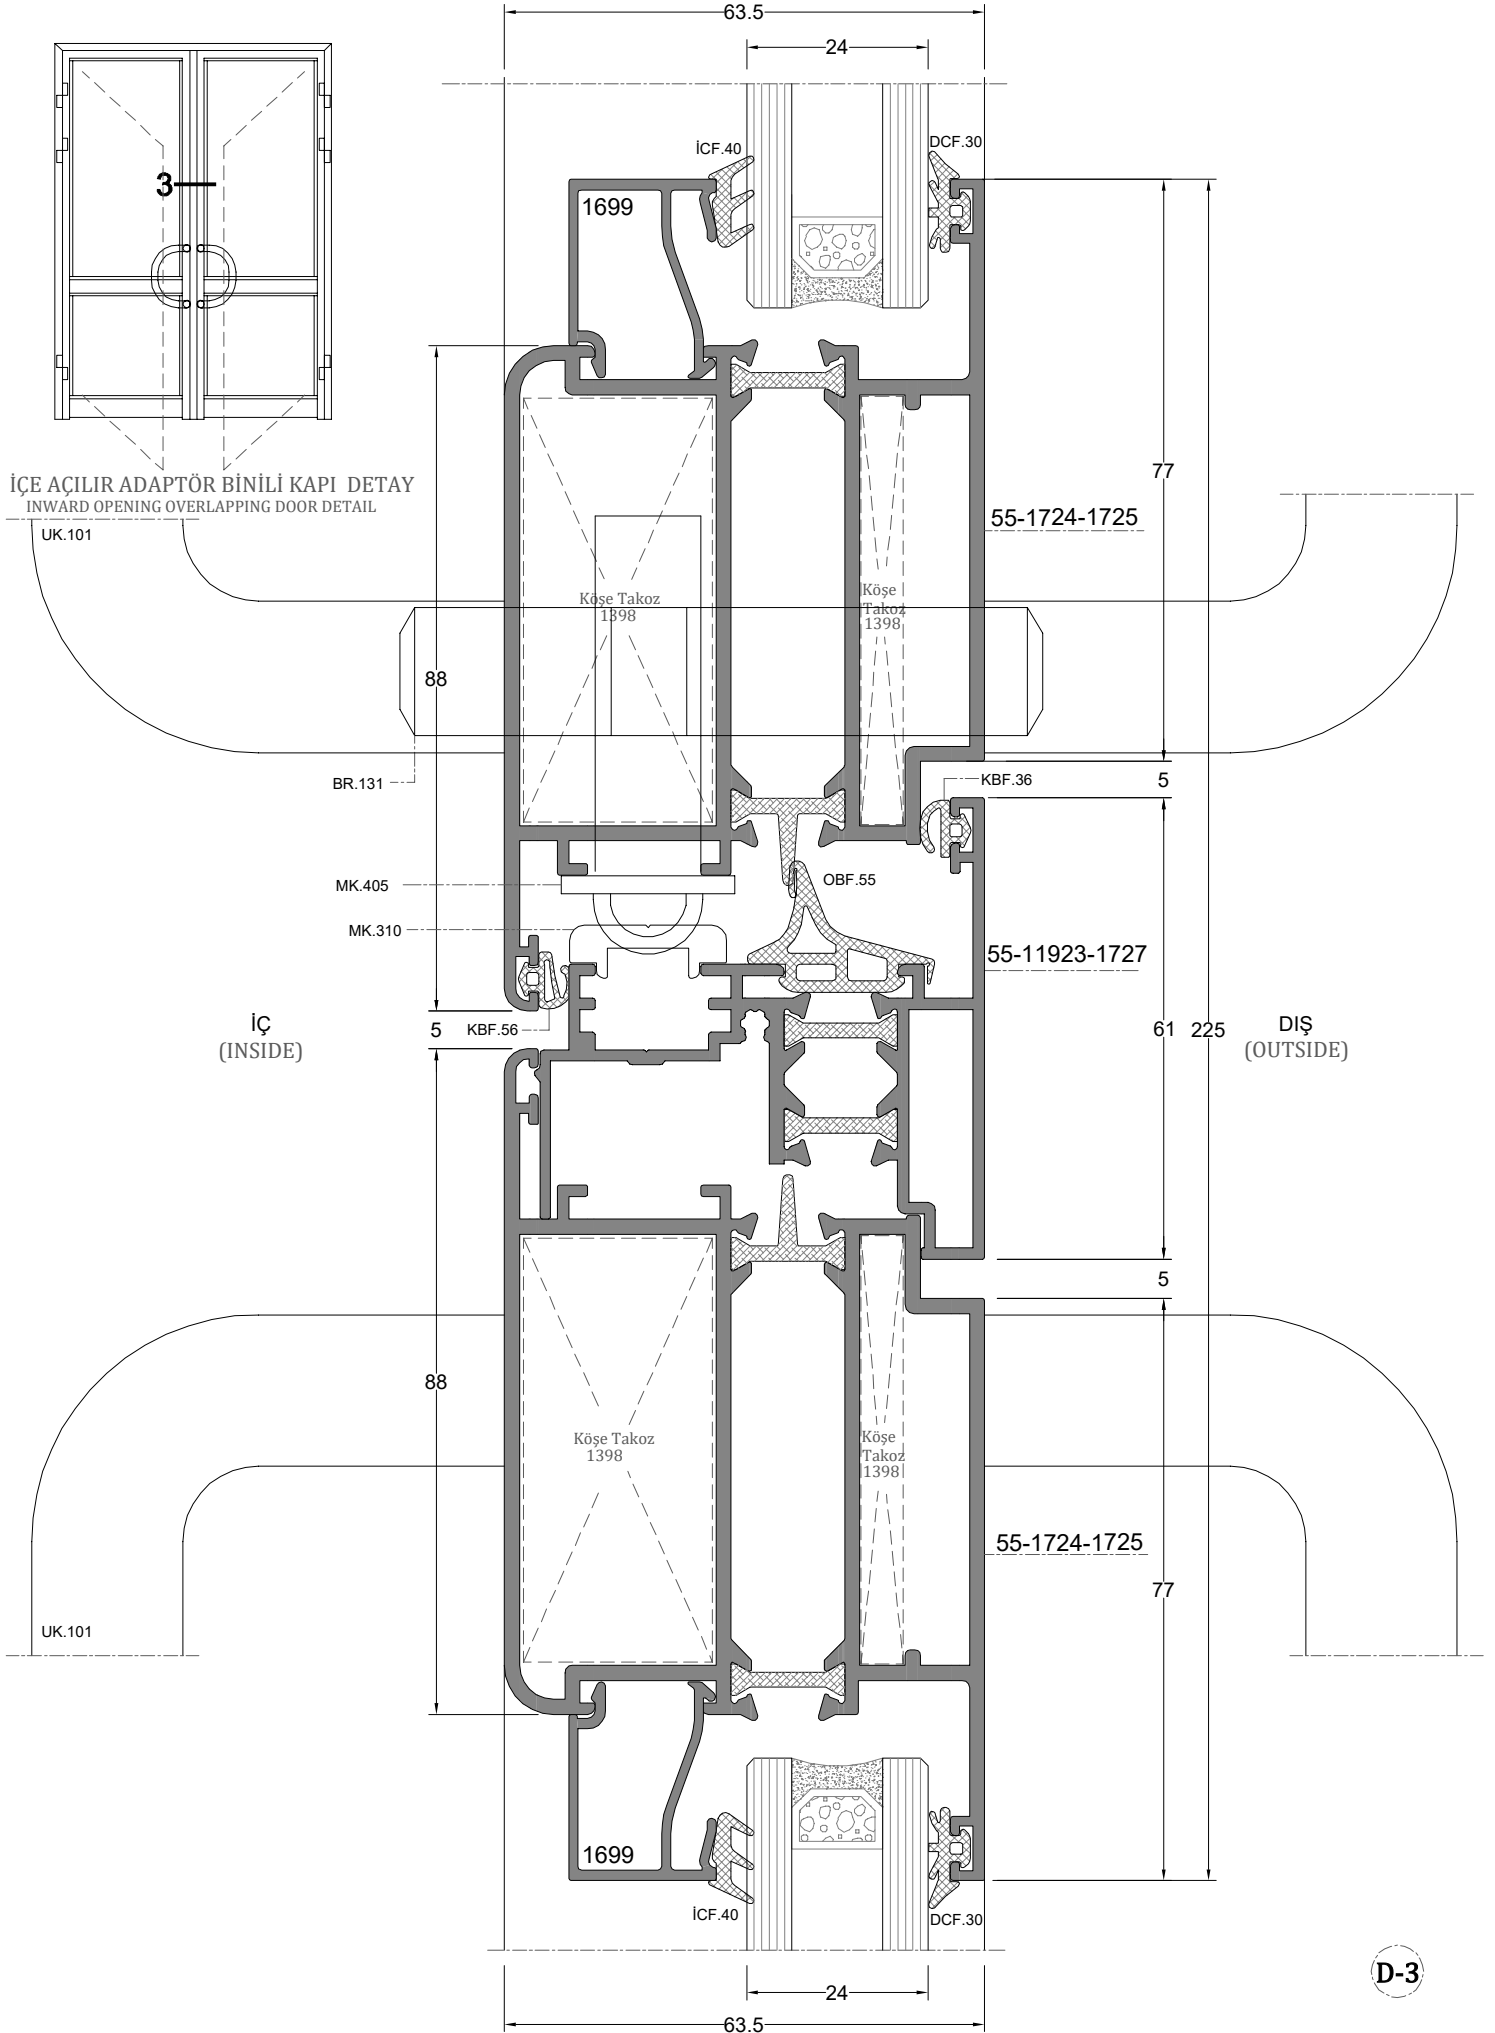 63.5
24
İCF.40
DCF.30
1699
3
İÇE AÇILIR ADAPTÖR BİNİLİ KAPI DETAY
INWARD OPENING OVERLAPPING DOOR DETAIL
UK.101
77
55-1724-1725
Köşe Takoz
1398
Köşe
Takoz
1398
88
BR.131
5
KBF.36
MK.405
OBF.55
MK.310
55-11923-1727
İÇ
(INSIDE)
5
KBF.56
61
225
DIŞ
(OUTSIDE)
5
88
Köşe Takoz
1398
Köşe
Takoz
1398
55-1724-1725
77
UK.101
1699
İCF.40
DCF.30
D-3
24
63.5